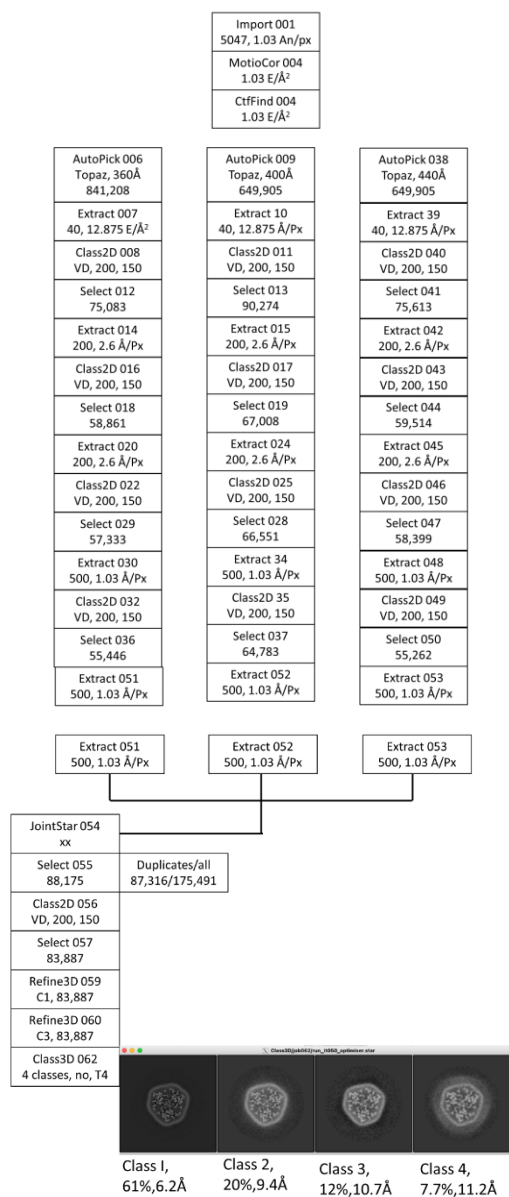 Import 001
5047, 1.03 An/px
MotioCor 004
1.03 E/Å²
CtfFind 004
1.03 E/Å²
AutoPick 006
Topaz, 360Å
841,208
Extract 007
40, 12.875 E/Å²
Class2D 008
VD, 200, 150
Select 012
75,083
Extract 014
200, 2.6 Å/Px
Class2D 016
VD, 200, 150
Select 018
58,861
Extract 020
200, 2.6 Å/Px
Class2D 022
VD, 200, 150
Select 029
57,333
Extract 030
500, 1.03 Å/Px
Class2D 032
VD, 200, 150
Select 036
55,446
Extract 051
500, 1.03 Å/Px
AutoPick 009
Topaz, 400Å
649,905
Extract 10
40, 12.875 Å/Px
Class2D 011
VD, 200, 150
Select 013
90,274
Extract 015
200, 2.6 Å/Px
Class2D 017
VD, 200, 150
Select 019
67,008
Extract 024
200, 2.6 Å/Px
Class2D 025
VD, 200, 150
Select 028
66,551
Extract 34
500, 1.03 Å/Px
Class2D 35
VD, 200, 150
Select 037
64,783
Extract 052
500, 1.03 Å/Px
AutoPick 038
Topaz, 440Å
649,905
Extract 39
40, 12.875 Å/Px
Class2D 040
VD, 200, 150
Select 041
75,613
Extract 042
200, 2.6 Å/Px
Class2D 043
VD, 200, 150
Select 044
59,514
Extract 045
200, 2.6 Å/Px
Class2D 046
VD, 200, 150
Select 047
58,399
Extract 048
500, 1.03 Å/Px
Class2D 049
VD, 200, 150
Select 050
55,262
Extract 053
500, 1.03 Å/Px
Extract 051
500, 1.03 Å/Px
Extract 052
500, 1.03 Å/Px
Extract 053
500, 1.03 Å/Px
JointStar 054
xx
Select 055
88,175
Duplicates/all
87,316/175,491
Class2D 056
VD, 200, 150
Select 057
83,887
Refine3D 059
C1, 83,887
Refine3D 060
C3, 83,887
Class3D 062
4 classes, no, T4
Class3D/job062/run_it050_optimiser.star
Class I,
61%,6.2Å
Class 2,
20%,9.4Å
Class 3,
12%,10.7Å
Class 4,
7.7%,11.2Å